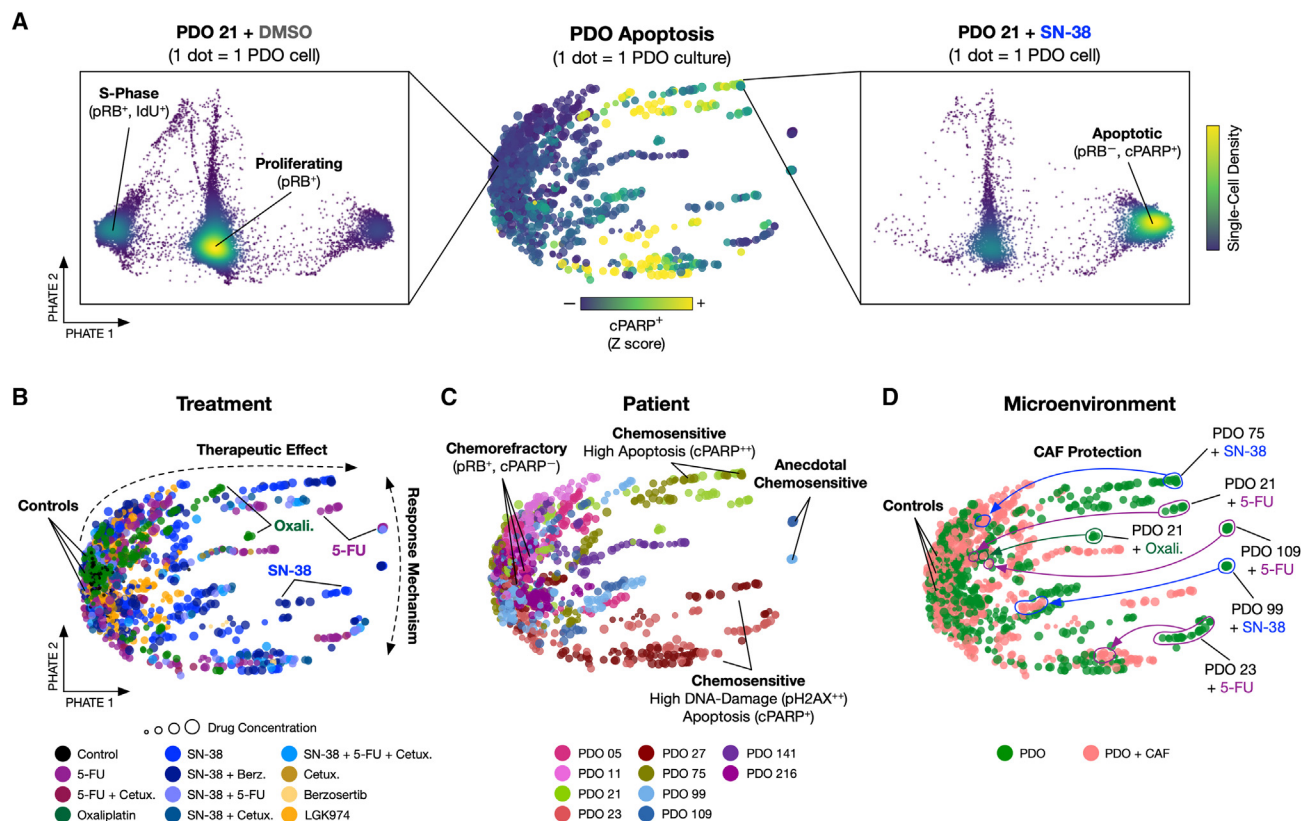 A
PDO 21 + DMSO
(1 dot = 1 PDO cell)
PDO Apoptosis
(1 dot = 1 PDO culture)
PDO 21 + SN-38
(1 dot = 1 PDO cell)
S-Phase
(pRB⁺, IdU⁺)
Proliferating
(pRB⁺)
Apoptotic
(pRB⁻, cPARP⁺)
Single-Cell Density
PHATE 2
PHATE 1
− +
cPARP⁺
(Z score)
B
Treatment
Therapeutic Effect
Controls
Oxali.
5-FU
SN-38
Response Mechanism
PHATE 2
PHATE 1
Drug Concentration
Control
5-FU
5-FU + Cetux.
Oxaliplatin
SN-38
SN-38 + Berz.
SN-38 + 5-FU
SN-38 + Cetux.
SN-38 + 5-FU + Cetux.
Cetux.
Berzosertib
LGK974
C
Patient
Chemorefractory
(pRB⁺, cPARP⁻)
Chemosensitive
High Apoptosis (cPARP⁺⁺)
Anecdotal
Chemosensitive
Chemosensitive
High DNA-Damage (pH2AX⁺⁺)
Apoptosis (cPARP⁺)
PDO 05
PDO 11
PDO 21
PDO 23
PDO 27
PDO 75
PDO 99
PDO 109
PDO 141
PDO 216
D
Microenvironment
CAF Protection
Controls
PDO 75
+ SN-38
PDO 21
+ 5-FU
PDO 21
+ Oxali.
PDO 109
+ 5-FU
PDO 99
+ SN-38
PDO 23
+ 5-FU
PDO
PDO + CAF